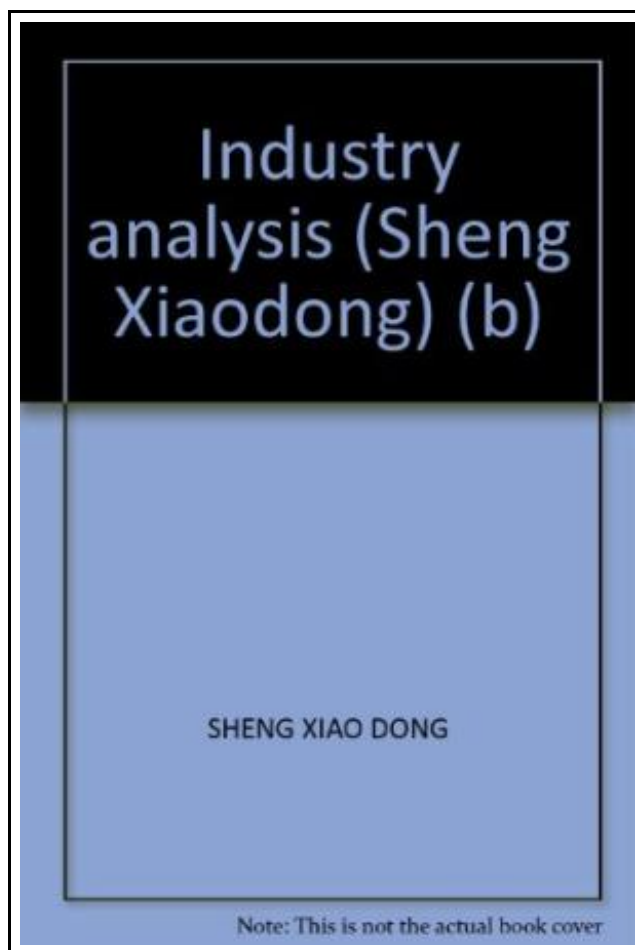 Industry
analysis (Sheng
Xiaodong) (b)
SHENG XIAO DONG
Note: This is not the actual book cover